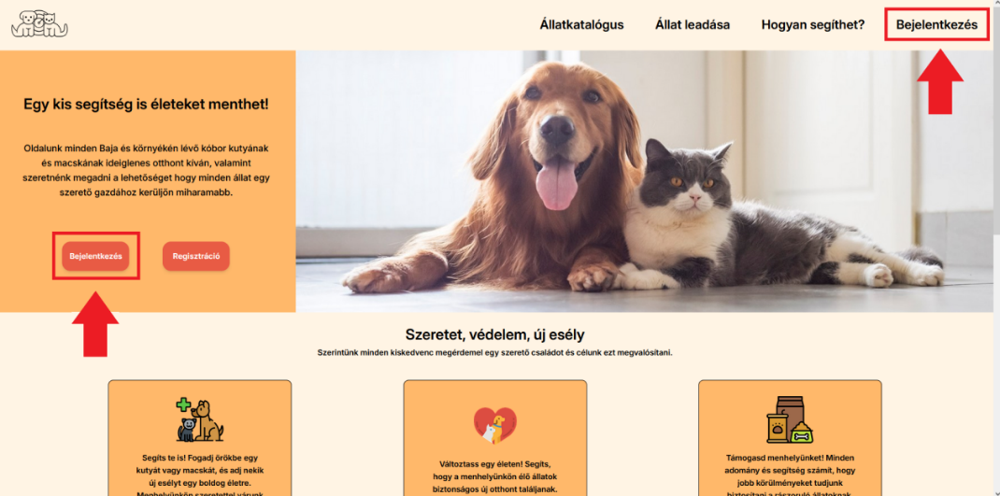 Állatkatalógus Állat leadása Hogyan segíthet? Bejelentkezés
Egy kis segítség is életeket menthet!
Oldalunk minden Baja és környékén lévő kóbor kutyának
és macskának ideiglenes otthont kíván, valamint
szeretnénk megadni a lehetőséget hogy minden állat egy
szerető gazdához kerüljön miharamabb.
Bejelentkezés Regisztráció
Szeretet, védelem, új esély
Szerintünk minden kiskedvenc megérdemel egy szerető családot és célunk ezt megvalósítani.
Segíts te is! Fogadj örökbe egy
kutyát vagy macskát, és adj nekik
új esélyt egy boldog életre.
Menhelyünkön szeretettel várunk
Változtass egy életen! Segíts,
hogy a menhelyünkön élő állatok
biztonságos új otthont találjanak.
Támogasd menhelyünket! Minden
adomány és segítség számít, hogy
jobb körülményeket tudjunk
biztosítani a rászoruló állatoknak